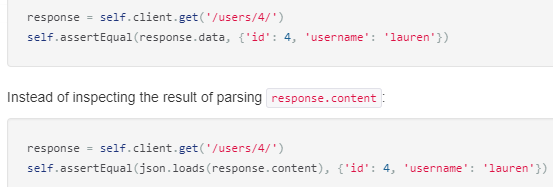 response = self.client.get('/users/4/')
self.assertEqual(response.data, {'id': 4, 'username': 'lauren'})
Instead of inspecting the result of parsing response.content:
response = self.client.get('/users/4/')
self.assertEqual(json.loads(response.content), {'id': 4, 'username': 'lauren'})